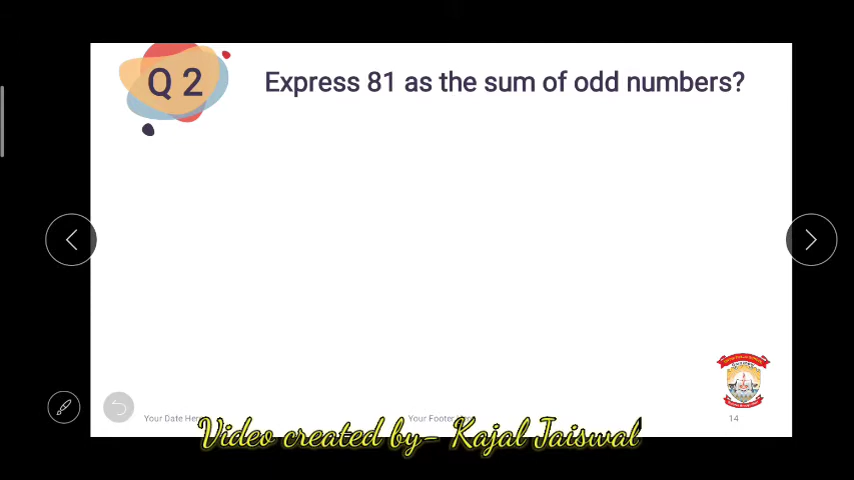 Q 2
Express 81 as the sum of odd numbers?
Your Date Here
Your Footer Here
14
Video created by- Kajal Jaiswal